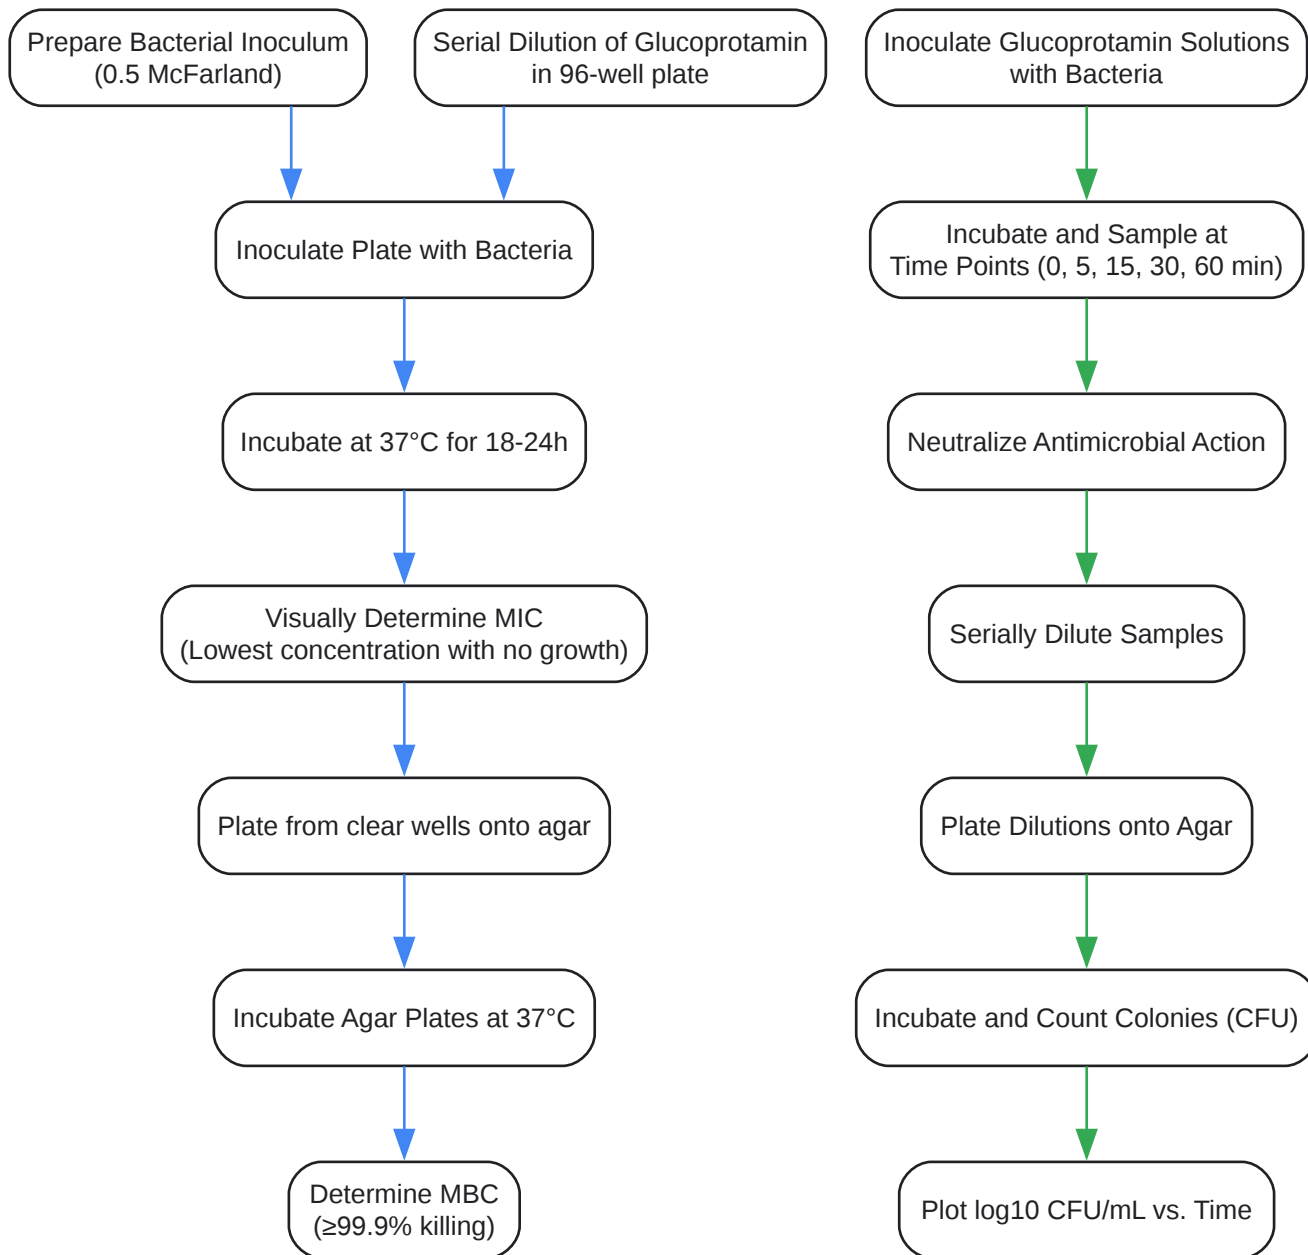 Prepare Bacterial Inoculum
(0.5 McFarland)
Serial Dilution of Glucoprotamin
in 96-well plate
Inoculate Plate with Bacteria
Incubate at 37°C for 18-24h
Visually Determine MIC
(Lowest concentration with no growth)
Plate from clear wells onto agar
Incubate Agar Plates at 37°C
Determine MBC
(≥99.9% killing)
Inoculate Glucoprotamin Solutions
with Bacteria
Incubate and Sample at
Time Points (0, 5, 15, 30, 60 min)
Neutralize Antimicrobial Action
Serially Dilute Samples
Plate Dilutions onto Agar
Incubate and Count Colonies (CFU)
Plot log10 CFU/mL vs. Time